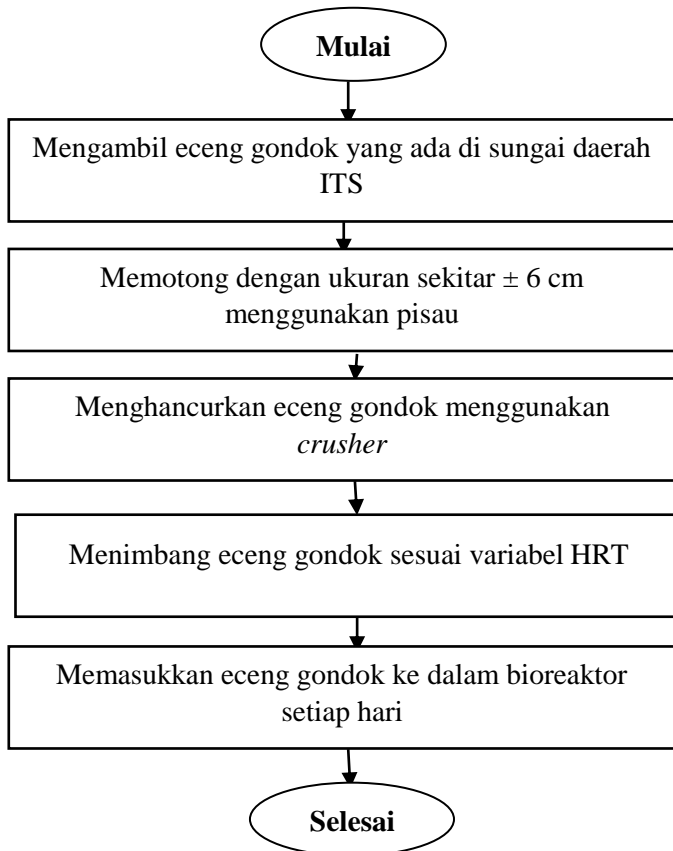 Mulai
Mengambil eceng gondok yang ada di sungai daerah
ITS
Memotong dengan ukuran sekitar ± 6 cm
menggunakan pisau
Menghancurkan eceng gondok menggunakan
crusher
Menimbang eceng gondok sesuai variabel HRT
Memasukkan eceng gondok ke dalam bioreaktor
setiap hari
Selesai